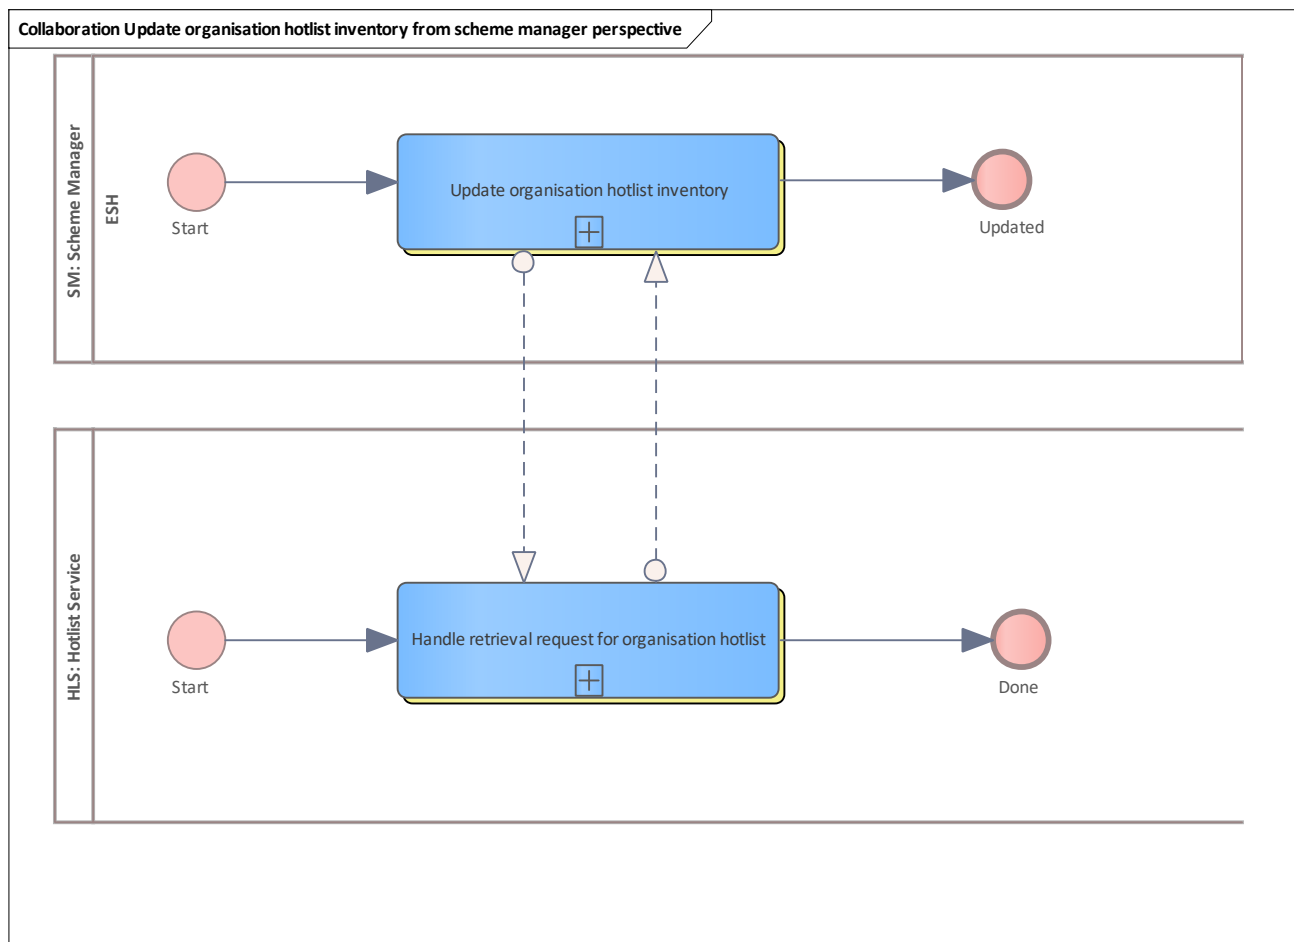 Collaboration Update organisation hotlist inventory from scheme manager perspective
SM: Scheme Manager
ESH
Start
Update organisation hotlist inventory
Updated
HLS: Hotlist Service
Start
Handle retrieval request for organisation hotlist
Done